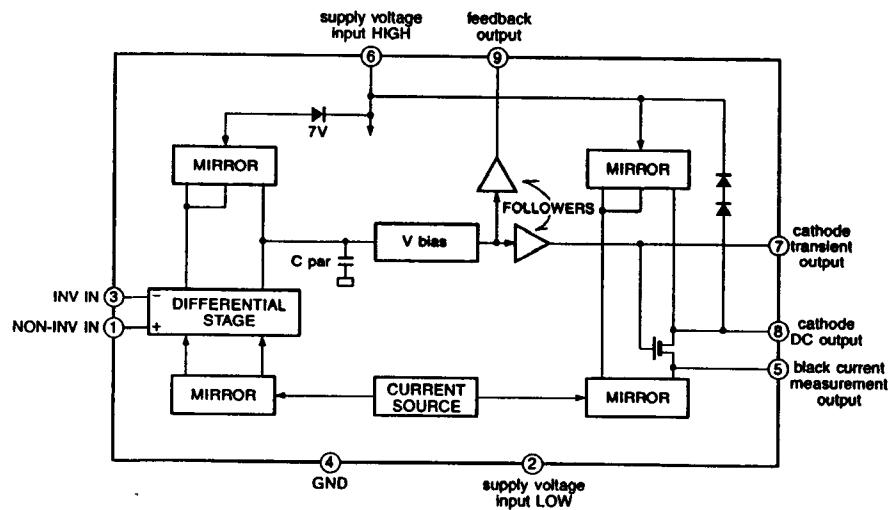 supply voltage
input HIGH
feedback
output
6
9
7V
MIRROR
MIRROR
FOLLOWERS
V bias
C par
cathode
transient
output
7
INV IN
3
−
DIFFERENTIAL
STAGE
NON-INV IN
1
+
cathode
DC output
8
5
black current
measurement
output
MIRROR
CURRENT
SOURCE
MIRROR
4
GND
2
supply voltage
input LOW